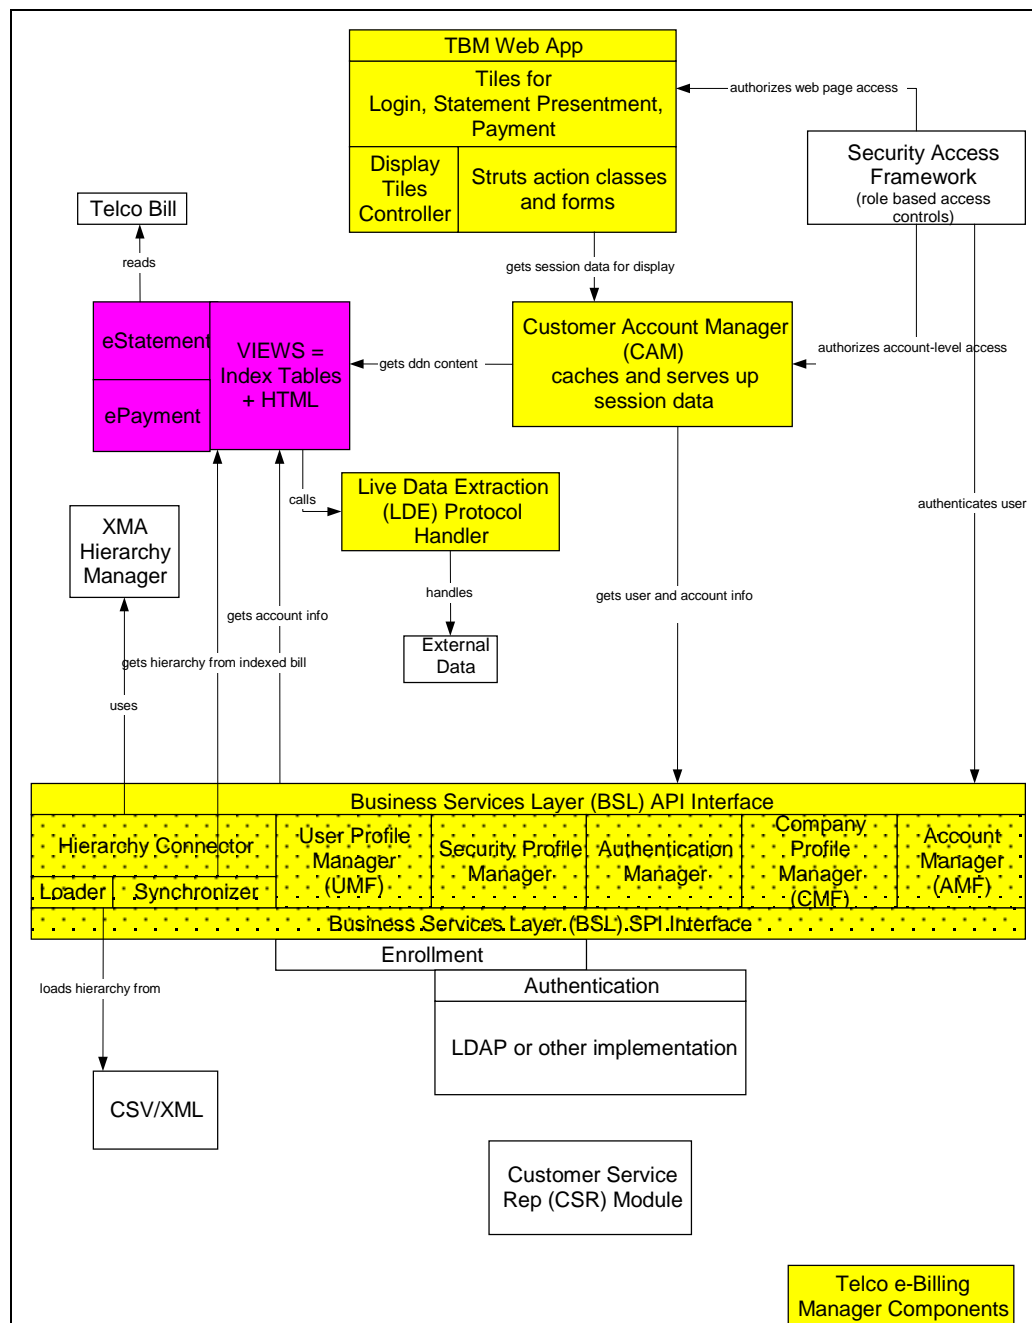 TBM Web App
Tiles for
Login, Statement Presentment,
Payment
Display
Tiles
Controller
Struts action classes
and forms
authorizes web page access
Security Access
Framework
(role based access
controls)
Telco Bill
reads
gets session data for display
eStatement
ePayment
VIEWS =
Index Tables
+ HTML
gets ddn content
Customer Account Manager
(CAM)
caches and serves up
session data
authorizes account-level access
calls
Live Data Extraction
(LDE) Protocol
Handler
authenticates user
XMA
Hierarchy
Manager
handles
gets user and account info
gets account info
External
Data
gets hierarchy from indexed bill
uses
Business Services Layer (BSL) API Interface
Hierarchy Connector
Loader
Synchronizer
User Profile
Manager
(UMF)
Security Profile
Manager
Authentication
Manager
Company
Profile
Manager
(CMF)
Account
Manager
(AMF)
Business Services Layer (BSL) SPI Interface
Enrollment
Authentication
LDAP or other implementation
loads hierarchy from
CSV/XML
Customer Service
Rep (CSR) Module
Telco e-Billing
Manager Components